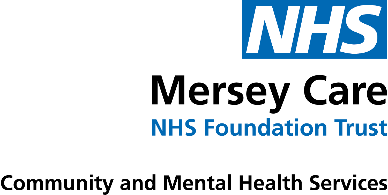 NHS
Mersey Care
NHS Foundation Trust
Community and Mental Health Services